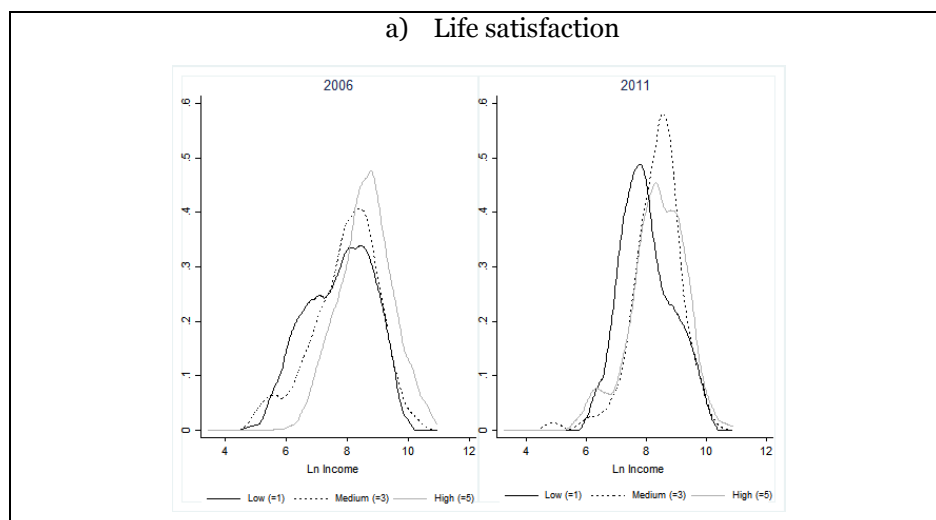 a) Life satisfaction
2006
2011
.6
.5
.4
.3
.2
.1
0
4 6 8 10 12
Ln Income
Low (=1) Medium (=3) High (=5)
.6
.5
.4
.3
.2
.1
0
4 6 8 10 12
Ln Income
Low (=1) Medium (=3) High (=5)